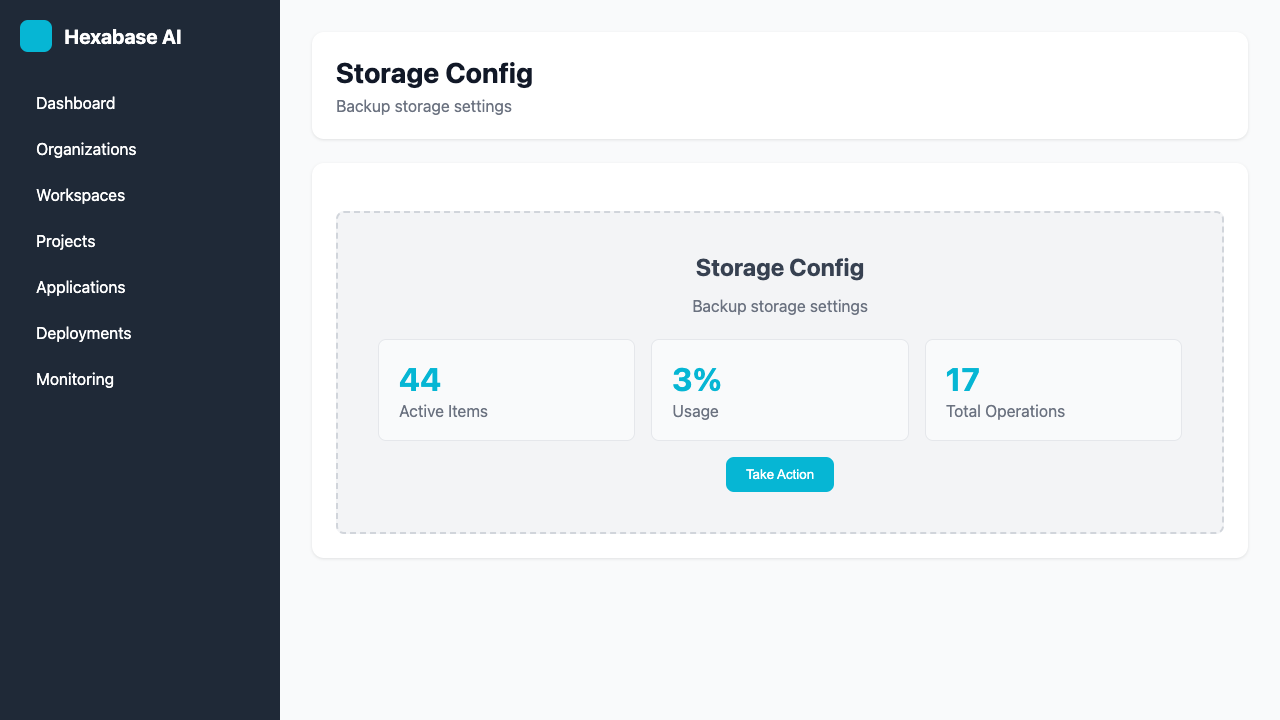 Hexabase AI
Dashboard
Organizations
Workspaces
Projects
Applications
Deployments
Monitoring
Storage Config
Backup storage settings
Storage Config
Backup storage settings
44
Active Items
3%
Usage
17
Total Operations
Take Action